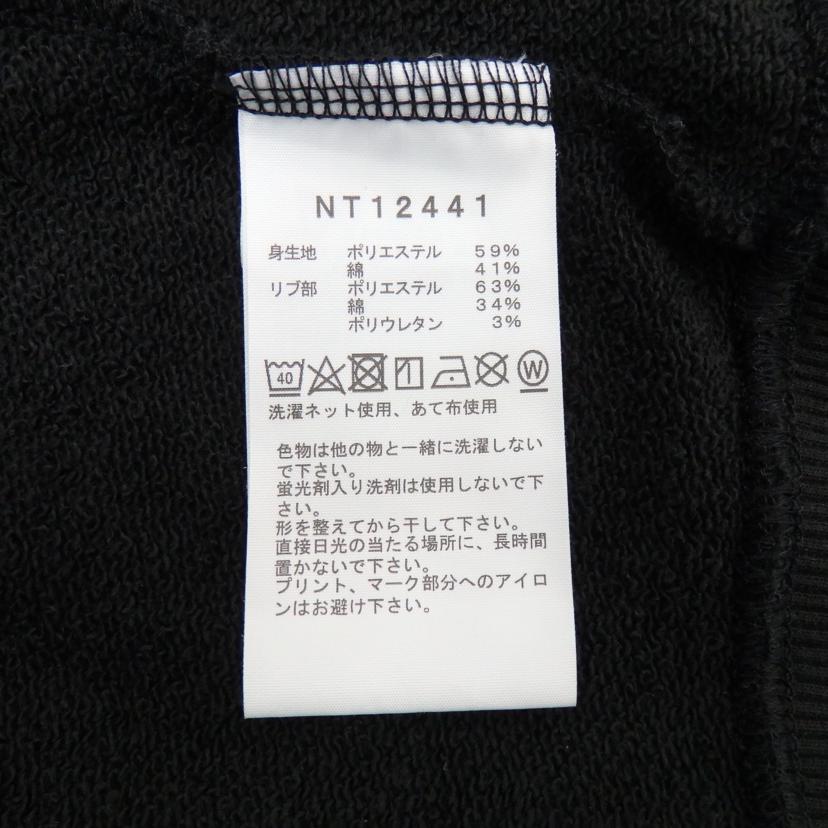 NT12441
身生地 ポリエステル 59%
綿 41%
リブ部 ポリエステル 63%
綿 34%
ポリウレタン 3%
40 W
洗濯ネット使用、あて布使用
色物は他の物と一緒に洗濯しない
で下さい。
蛍光剤入り洗剤は使用しないで下
さい。
形を整えてから干して下さい。
直接日光の当たる場所に、長時間
置かないで下さい。
プリント、マーク部分へのアイロ
ンはお避け下さい。